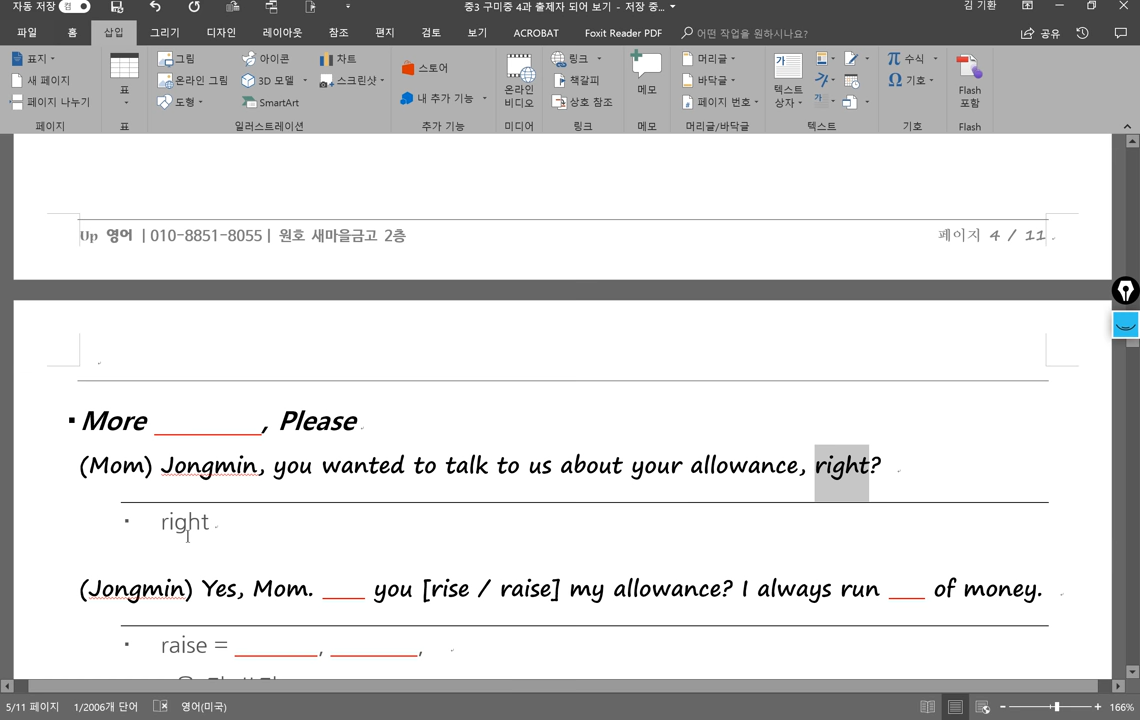 자동 저장 켬 중3 구미중 4과 출제자 되어 보기 - 저장 중... 김 기환
파일 홈 삽입 그리기 디자인 레이아웃 참조 편지 검토 보기 ACROBAT Foxit Reader PDF 어떤 작업을 원하시나요? 공유
표지
새 페이지
페이지 나누기
페이지
표
표
그림
온라인 그림
도형
아이콘
3D 모델
SmartArt
차트
스크린샷
일러스트레이션
스토어
내 추가 기능
추가 기능
온라인
비디오
미디어
링크
책갈피
상호 참조
링크
메모
메모
머리글
바닥글
페이지 번호
머리글/바닥글
텍스트
상자
텍스트
수식
기호
기호
Flash
포함
Flash
Up 영어 | 010-8851-8055 | 원호 새마을금고 2층 페이지 4 / 11
▪ More ________, Please
(Mom) Jongmin, you wanted to talk to us about your allowance, right?
▪ right
(Jongmin) Yes, Mom. ___ you [rise / raise] my allowance? I always run ___ of money.
▪ raise = ______, ______,
5/11 페이지 1/2006개 단어 영어(미국) 166%